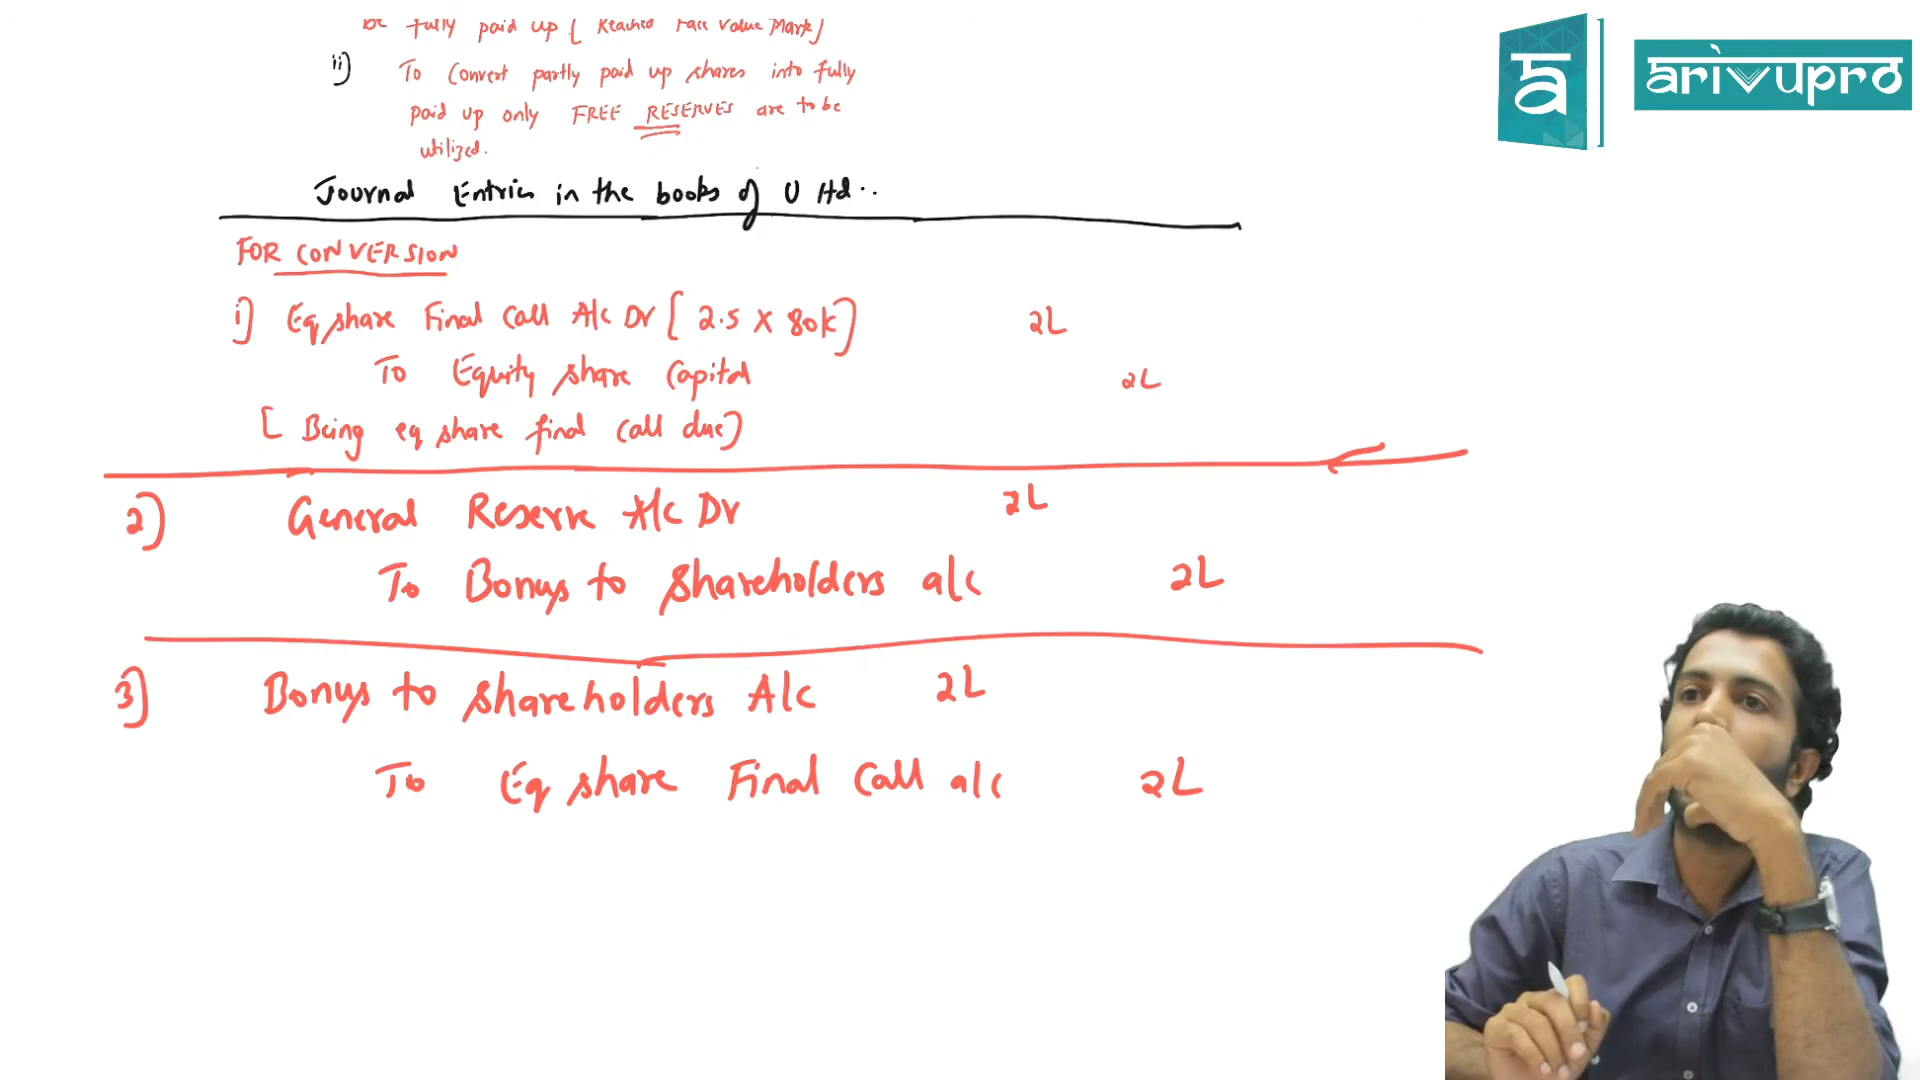 be fully paid up [ Reached Face Value Mark]
ii) To Convert partly paid up shares into fully
paid up only FREE RESERVES are to be
utilized.
Journal Entries in the books of U ltd..
FOR CONVERSION
i) Eq share Final Call A/c Dr [ 2.5 X 80k] 2L
To Equity share Capital 2L
[ Being eq share final call due]
2) General Reserve A/c Dr 2L
To Bonus to shareholders a/c 2L
3) Bonus to shareholders A/c 2L
To Eq share Final Call a/c 2L
a
arivupro